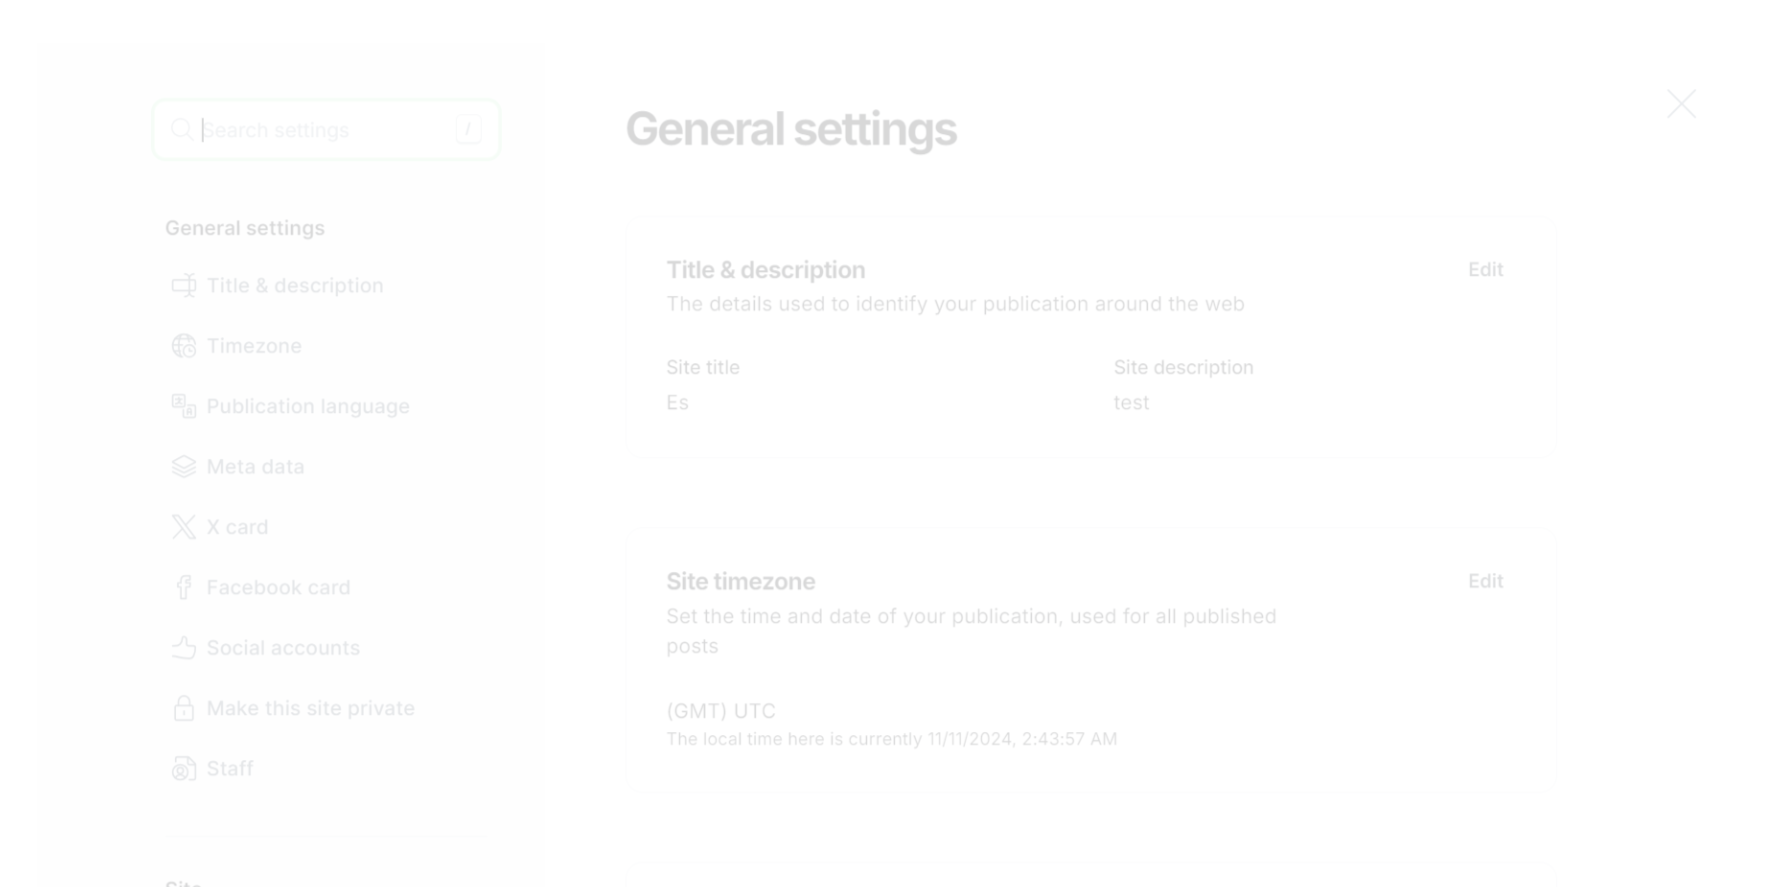 Search settings
/
General settings
Title & description
Timezone
Publication language
Meta data
X card
Facebook card
Social accounts
Make this site private
Staff
Site
General settings
Title & description
Edit
The details used to identify your publication around the web
Site title
Site description
Es
test
Site timezone
Edit
Set the time and date of your publication, used for all published
posts
(GMT) UTC
The local time here is currently 11/11/2024, 2:43:57 AM